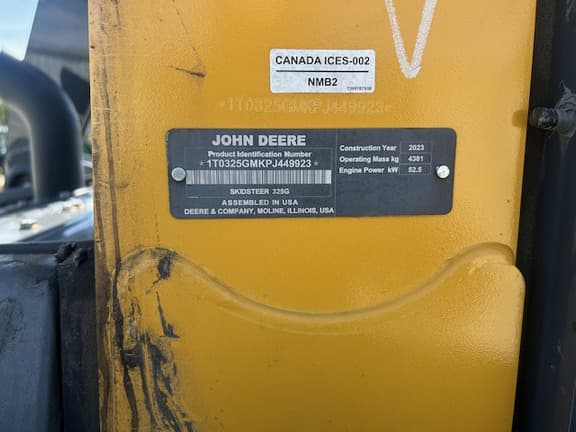 CANADA ICES-002
NMB2
*1T0325GMKPJ449923*
JOHN DEERE
Product Identification Number
*1T0325GMKPJ449923*
SKIDSTEER 325G
ASSEMBLED IN USA
DEERE & COMPANY, MOLINE, ILLINOIS, USA
Construction Year 2023
Operating Mass kg 4381
Engine Power kW 52.5